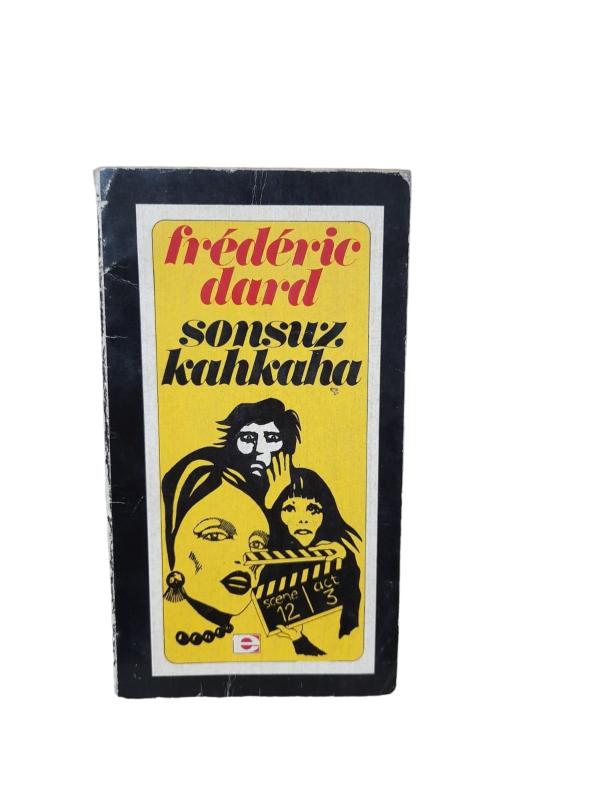 frédéric
dard
sonsuz
kahkaha
scene
12
act
3
e